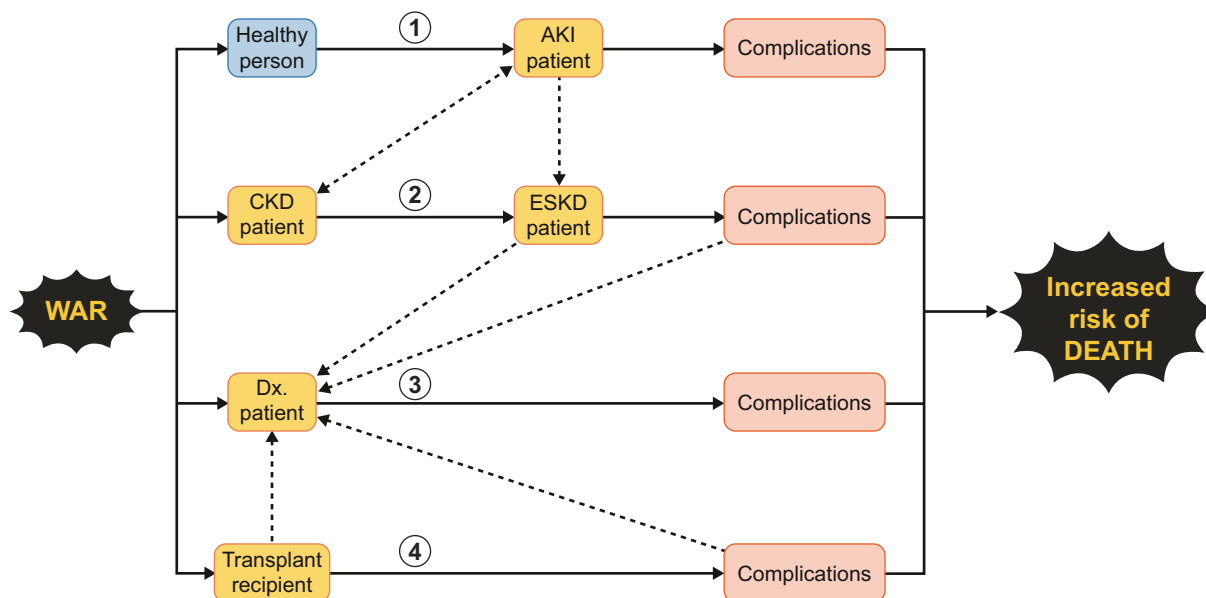 Healthy
person
1
AKI
patient
Complications
CKD
patient
2
ESKD
patient
Complications
WAR
Increased
risk of
DEATH
Dx.
patient
3
Complications
Transplant
recipient
4
Complications